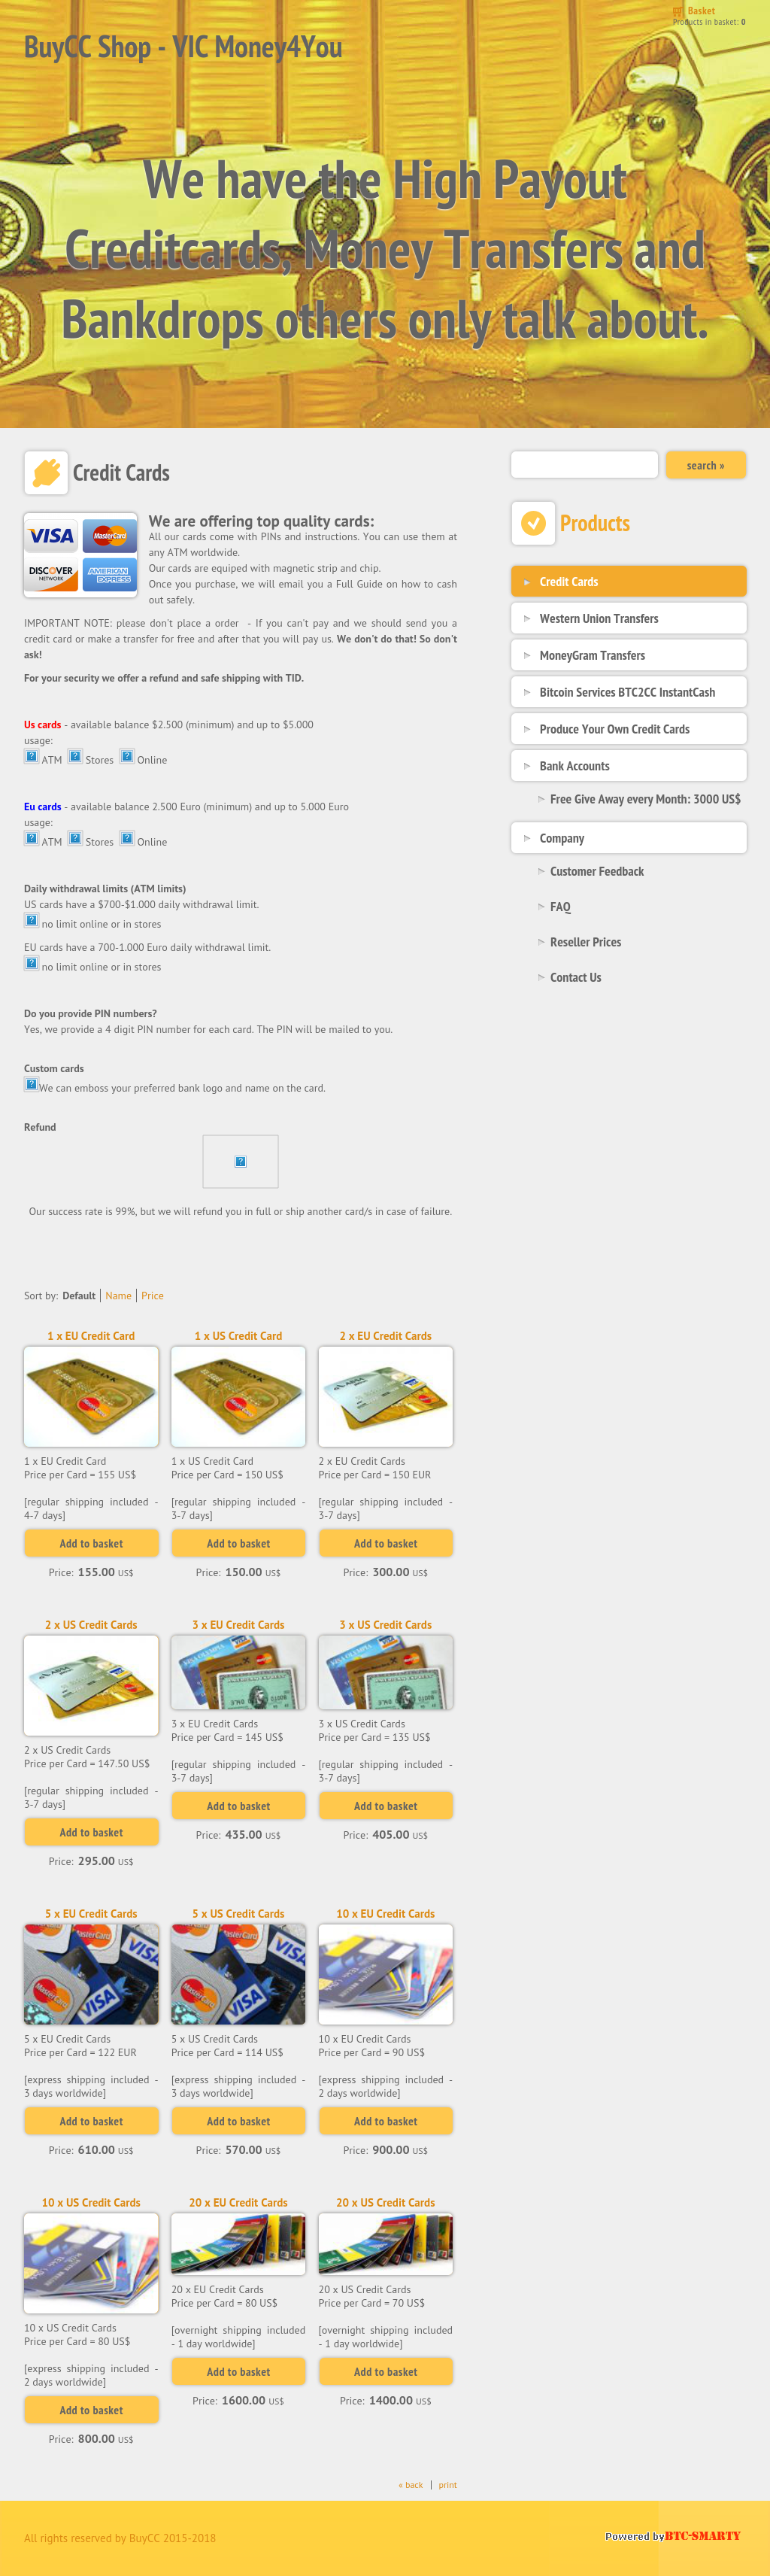 Basket
Products in basket: 0
BuyCC Shop - VIC Money4You
We have the High Payout
Creditcards, Money Transfers and
Bankdrops others only talk about.
Credit Cards
VISA MasterCard
DISCOVER NETWORK AMERICAN EXPRESS
We are offering top quality cards:
All our cards come with PINs and instructions. You can use them at
any ATM worldwide.
Our cards are equiped with magnetic strip and chip.
Once you purchase, we will email you a Full Guide on how to cash
out safely.
IMPORTANT NOTE: please don't place a order - If you can't pay and we should send you a
credit card or make a transfer for free and after that you will pay us. We don't do that! So don't
ask!
For your security we offer a refund and safe shipping with TID.
Us cards - available balance $2.500 (minimum) and up to $5.000
usage:
ATM Stores Online
Eu cards - available balance 2.500 Euro (minimum) and up to 5.000 Euro
usage:
ATM Stores Online
Daily withdrawal limits (ATM limits)
US cards have a $700-$1.000 daily withdrawal limit.
no limit online or in stores
EU cards have a 700-1.000 Euro daily withdrawal limit.
no limit online or in stores
Do you provide PIN numbers?
Yes, we provide a 4 digit PIN number for each card. The PIN will be mailed to you.
Custom cards
We can emboss your preferred bank logo and name on the card.
Refund
Our success rate is 99%, but we will refund you in full or ship another card/s in case of failure.
Sort by: Default | Name | Price
1 x EU Credit Card
1 x EU Credit Card
Price per Card = 155 US$
[regular shipping included -
4-7 days]
Add to basket
Price: 155.00 US$
1 x US Credit Card
1 x US Credit Card
Price per Card = 150 US$
[regular shipping included -
3-7 days]
Add to basket
Price: 150.00 US$
2 x EU Credit Cards
2 x EU Credit Cards
Price per Card = 150 EUR
[regular shipping included -
3-7 days]
Add to basket
Price: 300.00 US$
2 x US Credit Cards
2 x US Credit Cards
Price per Card = 147.50 US$
[regular shipping included -
3-7 days]
Add to basket
Price: 295.00 US$
3 x EU Credit Cards
3 x EU Credit Cards
Price per Card = 145 US$
[regular shipping included -
3-7 days]
Add to basket
Price: 435.00 US$
3 x US Credit Cards
3 x US Credit Cards
Price per Card = 135 US$
[regular shipping included -
3-7 days]
Add to basket
Price: 405.00 US$
5 x EU Credit Cards
MasterCard VISA
5 x EU Credit Cards
Price per Card = 122 EUR
[express shipping included -
3 days worldwide]
Add to basket
Price: 610.00 US$
5 x US Credit Cards
MasterCard VISA
5 x US Credit Cards
Price per Card = 114 US$
[express shipping included -
3 days worldwide]
Add to basket
Price: 570.00 US$
10 x EU Credit Cards
10 x EU Credit Cards
Price per Card = 90 US$
[express shipping included -
2 days worldwide]
Add to basket
Price: 900.00 US$
10 x US Credit Cards
10 x US Credit Cards
Price per Card = 80 US$
[express shipping included -
2 days worldwide]
Add to basket
Price: 800.00 US$
20 x EU Credit Cards
20 x EU Credit Cards
Price per Card = 80 US$
[overnight shipping included
- 1 day worldwide]
Add to basket
Price: 1600.00 US$
20 x US Credit Cards
20 x US Credit Cards
Price per Card = 70 US$
[overnight shipping included
- 1 day worldwide]
Add to basket
Price: 1400.00 US$
« back | print
search »
Products
Credit Cards
Western Union Transfers
MoneyGram Transfers
Bitcoin Services BTC2CC InstantCash
Produce Your Own Credit Cards
Bank Accounts
Free Give Away every Month: 3000 US$
Company
Customer Feedback
FAQ
Reseller Prices
Contact Us
All rights reserved by BuyCC 2015-2018
Powered by BTC-SMARTY